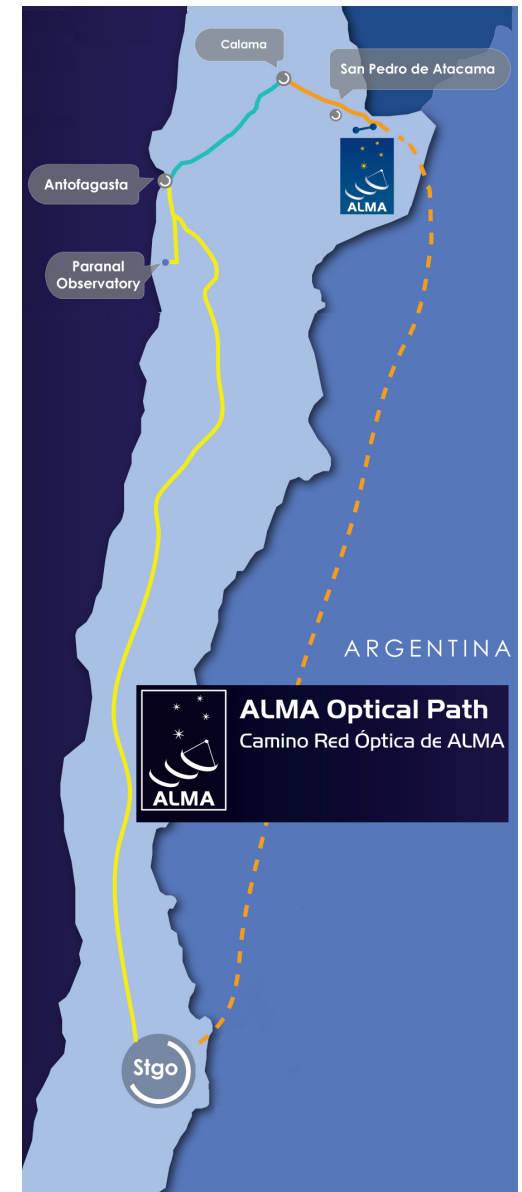 Calama
San Pedro de Atacama
ALMA
Antofagasta
Paranal
Observatory
ARGENTINA
ALMA
ALMA Optical Path
Camino Red Óptica de ALMA
Stgo